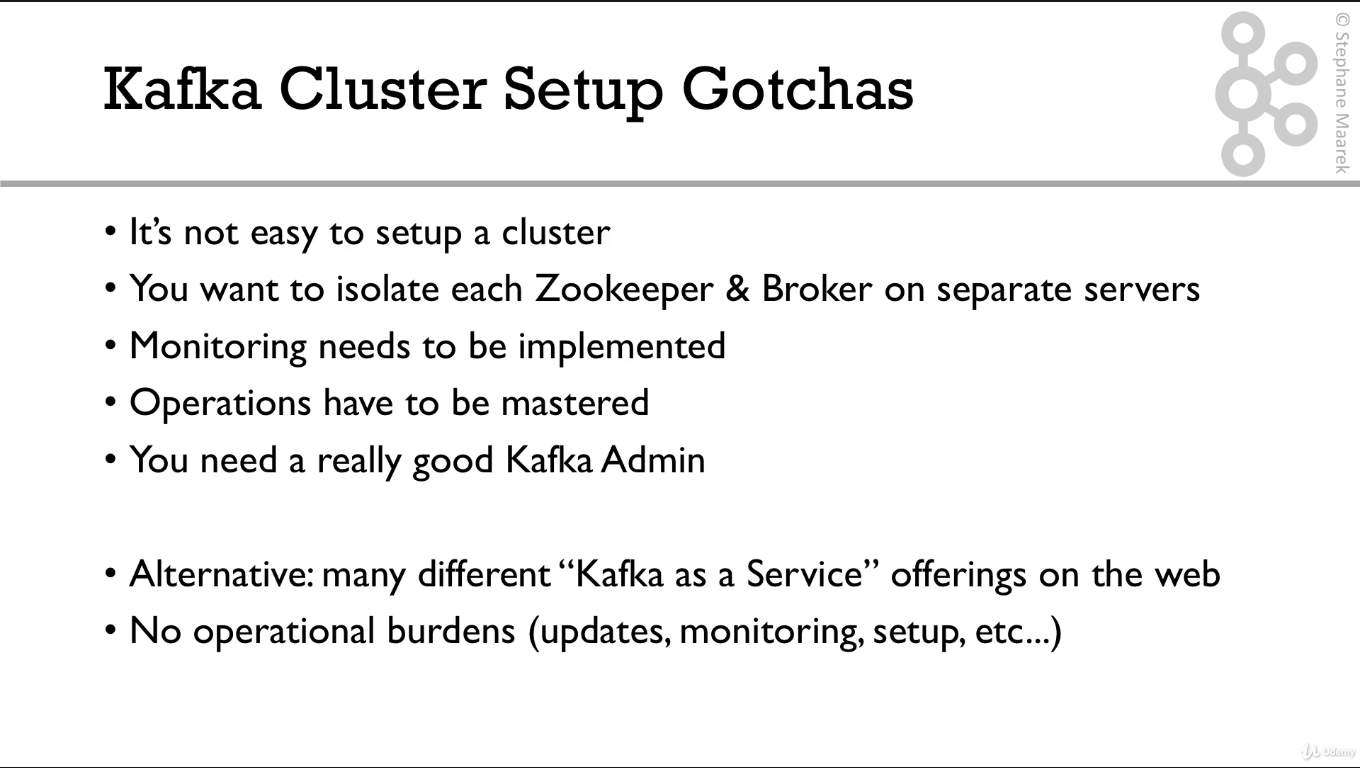 Kafka Cluster Setup Gotchas
© Stephane Maarek
• It’s not easy to setup a cluster
• You want to isolate each Zookeeper & Broker on separate servers
• Monitoring needs to be implemented
• Operations have to be mastered
• You need a really good Kafka Admin
• Alternative: many different “Kafka as a Service” offerings on the web
• No operational burdens (updates, monitoring, setup, etc...)
Udemy